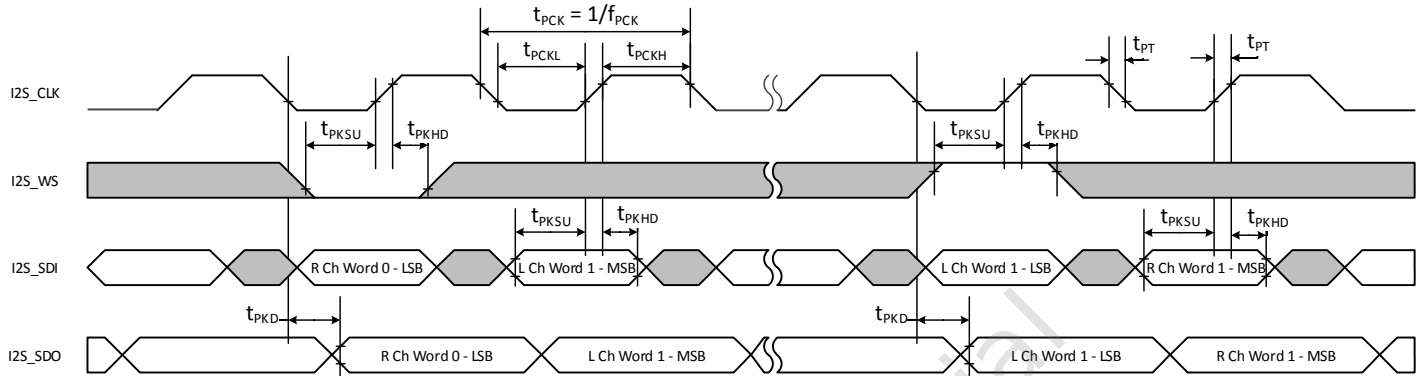 tPCK = 1/fPCK
tPCKL tPCKH tPT tPT
I2S_CLK
tPKSU tPKHD tPKSU tPKHD
I2S_WS
tPKSU tPKHD tPKSU tPKHD
I2S_SDI R Ch Word 0 - LSB L Ch Word 1 - MSB L Ch Word 1 - LSB R Ch Word 1 - MSB
tPKD tPKD
I2S_SDO R Ch Word 0 - LSB L Ch Word 1 - MSB L Ch Word 1 - LSB R Ch Word 1 - MSB
ial